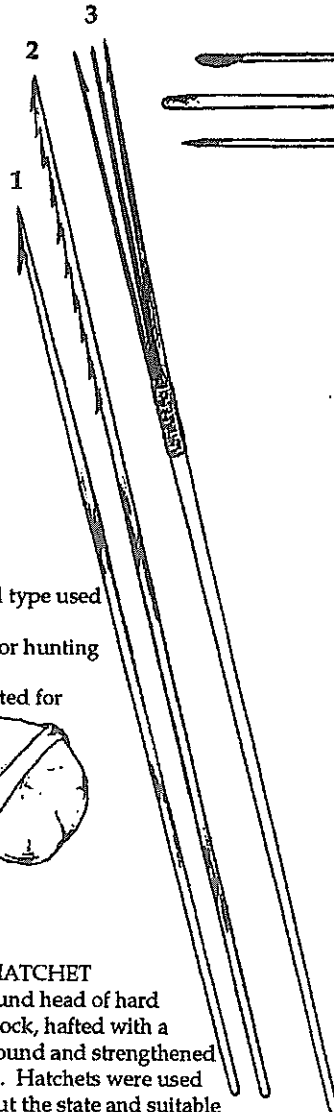 3
2
1
type used
or hunting
ted for
HATCHET
und head of hard
ock, hafted with a
ound and strengthened
. Hatchets were used
ut the state and suitable